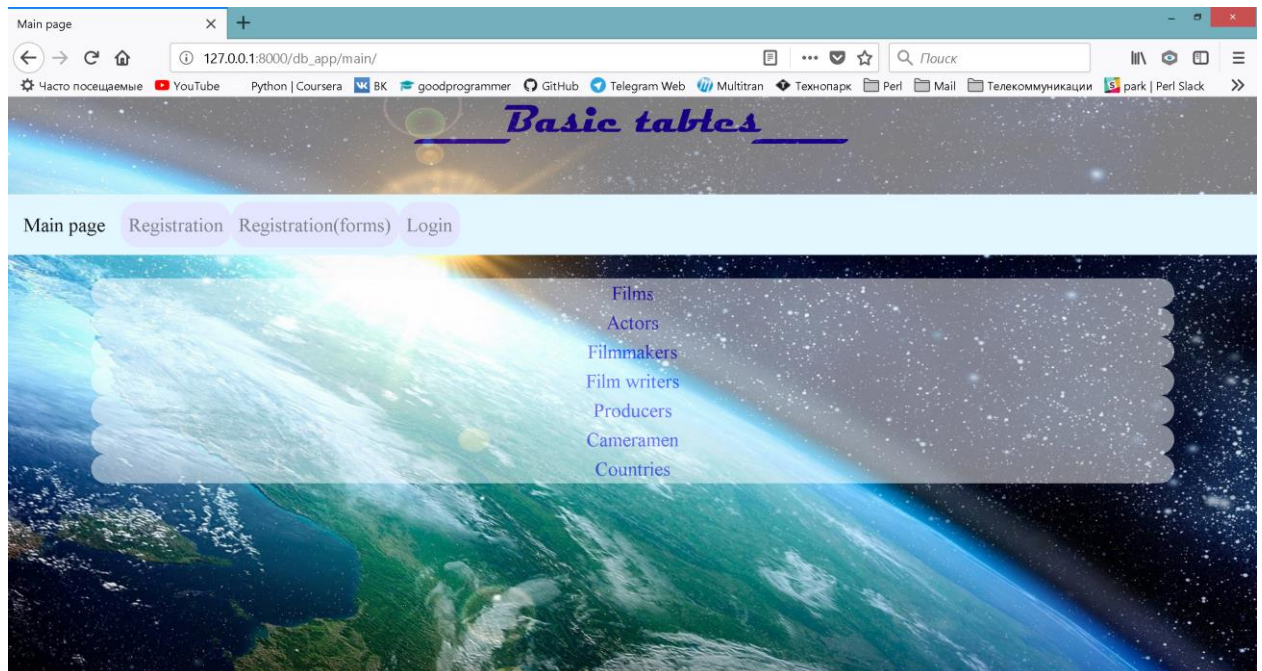 Main page
127.0.0.1:8000/db_app/main/
Поиск
Часто посещаемые YouTube Python | Coursera ВК goodprogrammer GitHub Telegram Web Multitran Технопарк Perl Mail Телекоммуникации park | Perl Slack
Basic tables
Main page Registration Registration(forms) Login
Films
Actors
Filmmakers
Film writers
Producers
Cameramen
Countries